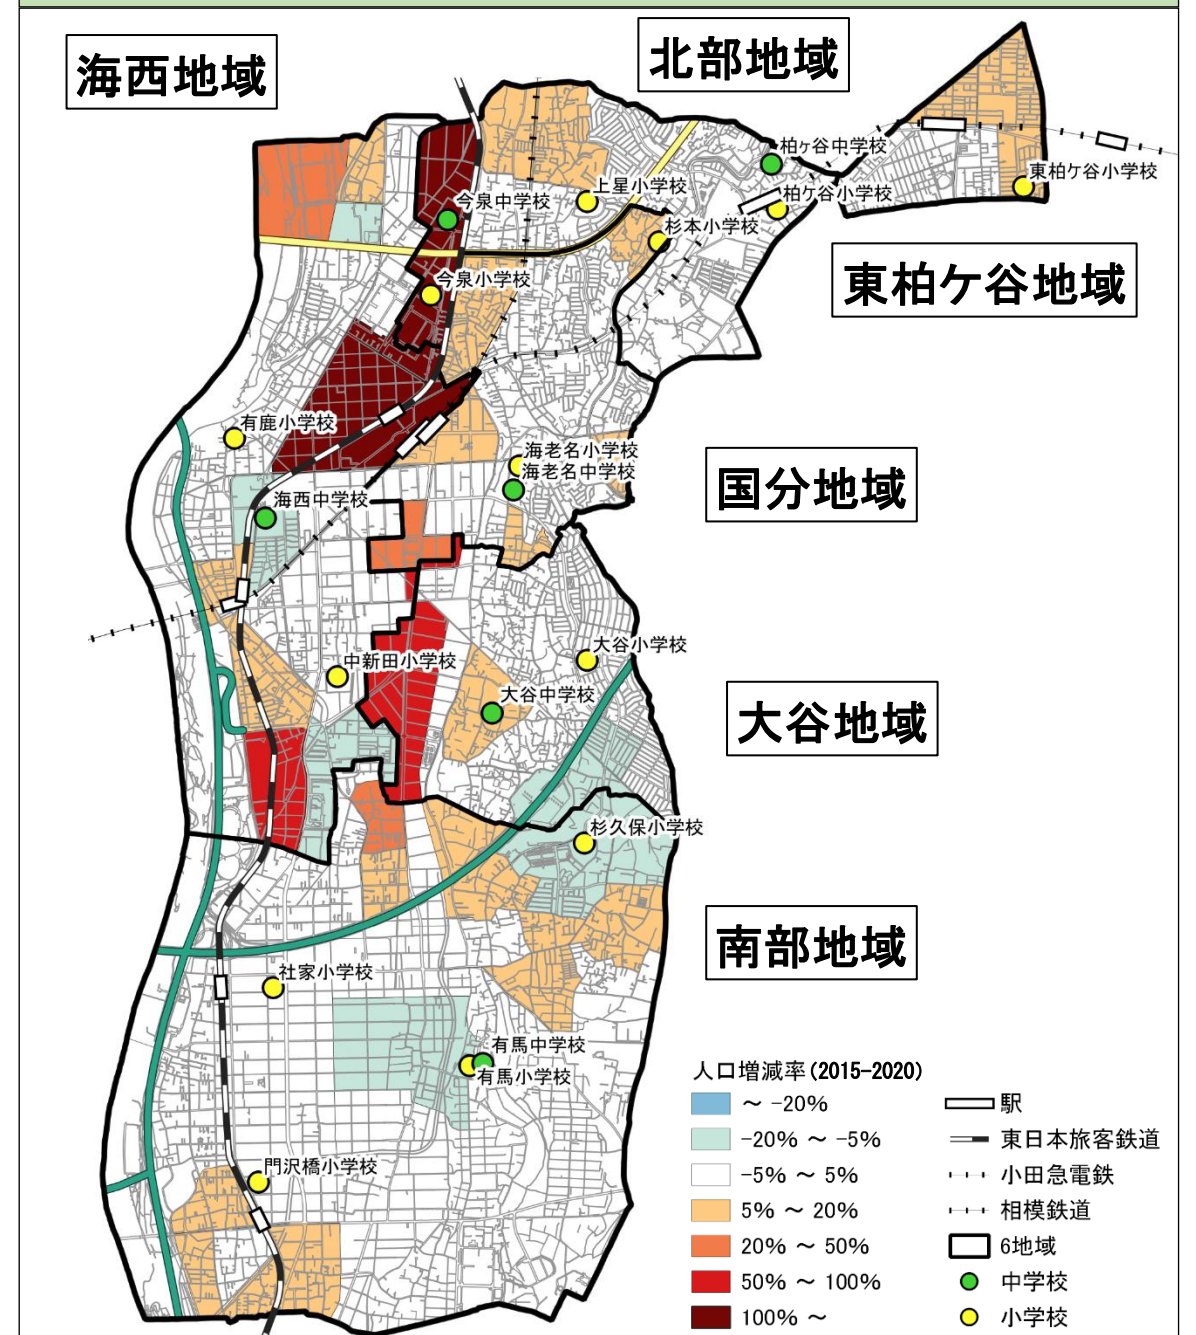 海西地域
北部地域
柏ヶ谷中学校
東柏ケ谷小学校
上星小学校
柏ケ谷小学校
今泉中学校
杉本小学校
東柏ケ谷地域
今泉小学校
有鹿小学校
海老名小学校
海老名中学校
国分地域
海西中学校
大谷小学校
中新田小学校
大谷中学校
大谷地域
杉久保小学校
南部地域
社家小学校
有馬中学校
有馬小学校
門沢橋小学校
人口増減率(2015-2020)
～ -20%
-20% ～ -5%
-5% ～ 5%
5% ～ 20%
20% ～ 50%
50% ～ 100%
100% ～
駅
東日本旅客鉄道
小田急電鉄
相模鉄道
6地域
中学校
小学校